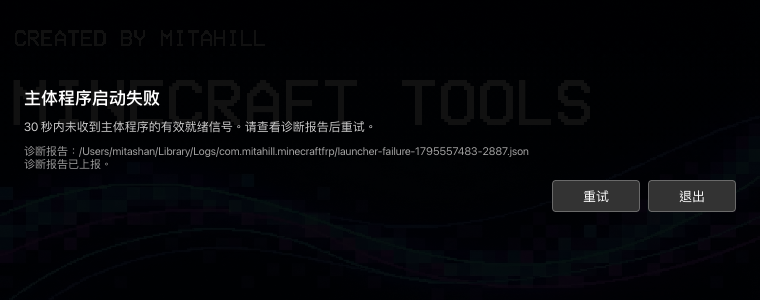 CREATED BY MITAHILL
MINECRAFT TOOLS
主体程序启动失败
30 秒内未收到主体程序的有效就绪信号。请查看诊断报告后重试。
诊断报告：/Users/mitashan/Library/Logs/com.mitahill.minecraftfrp/launcher-failure-1795557483-2887.json
诊断报告已上报。
重试
退出